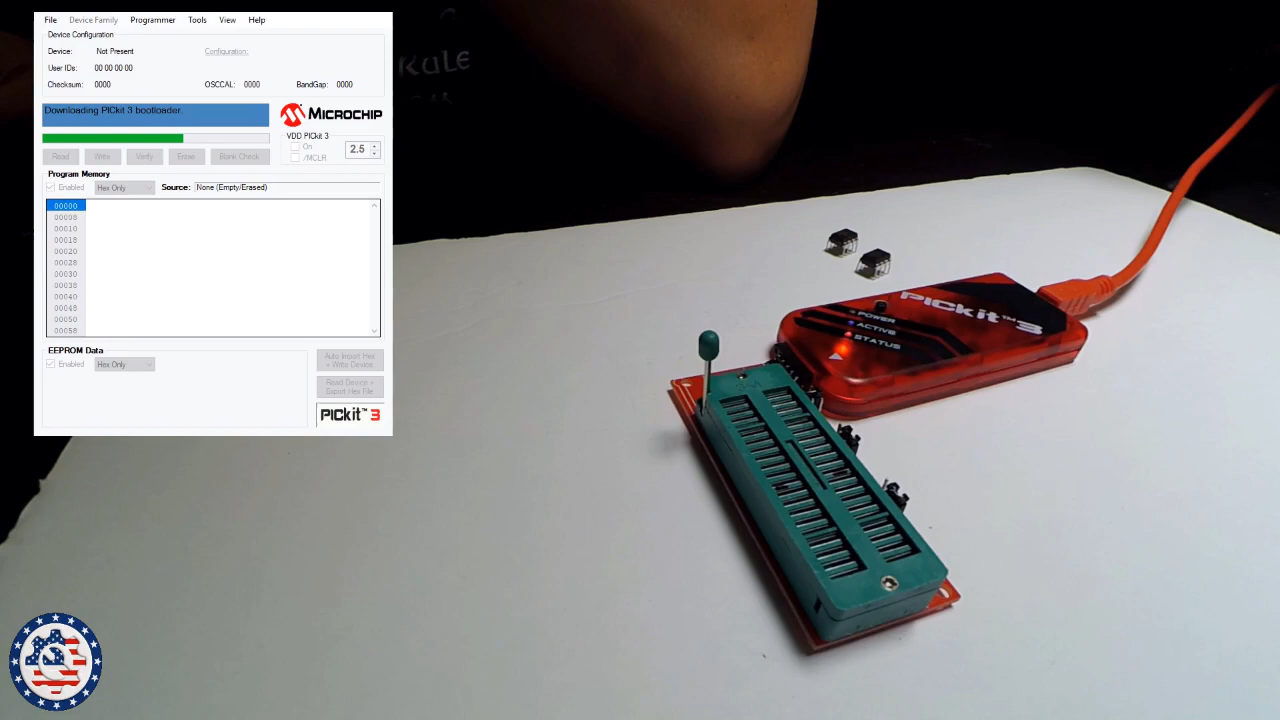 File Device Family Programmer Tools View Help
Device Configuration
Device: Not Present Configuration:
User IDs: 00 00 00 00
Checksum: 0000 OSCCAL: 0000 BandGap: 0000
Downloading PICkit 3 bootloader.
MICROCHIP
VDD PICkit 3
On
/MCLR
2.5
Read Write Verify Erase Blank Check
Program Memory
Enabled Hex Only Source: None (Empty/Erased)
00000
00008
00010
00018
00020
00028
00030
00038
00040
00048
00050
00058
EEPROM Data
Enabled Hex Only
Auto Import Hex
+ Write Device
Read Device +
Export Hex File
PICkit™ 3
PICkit™ 3
POWER
ACTIVE
STATUS